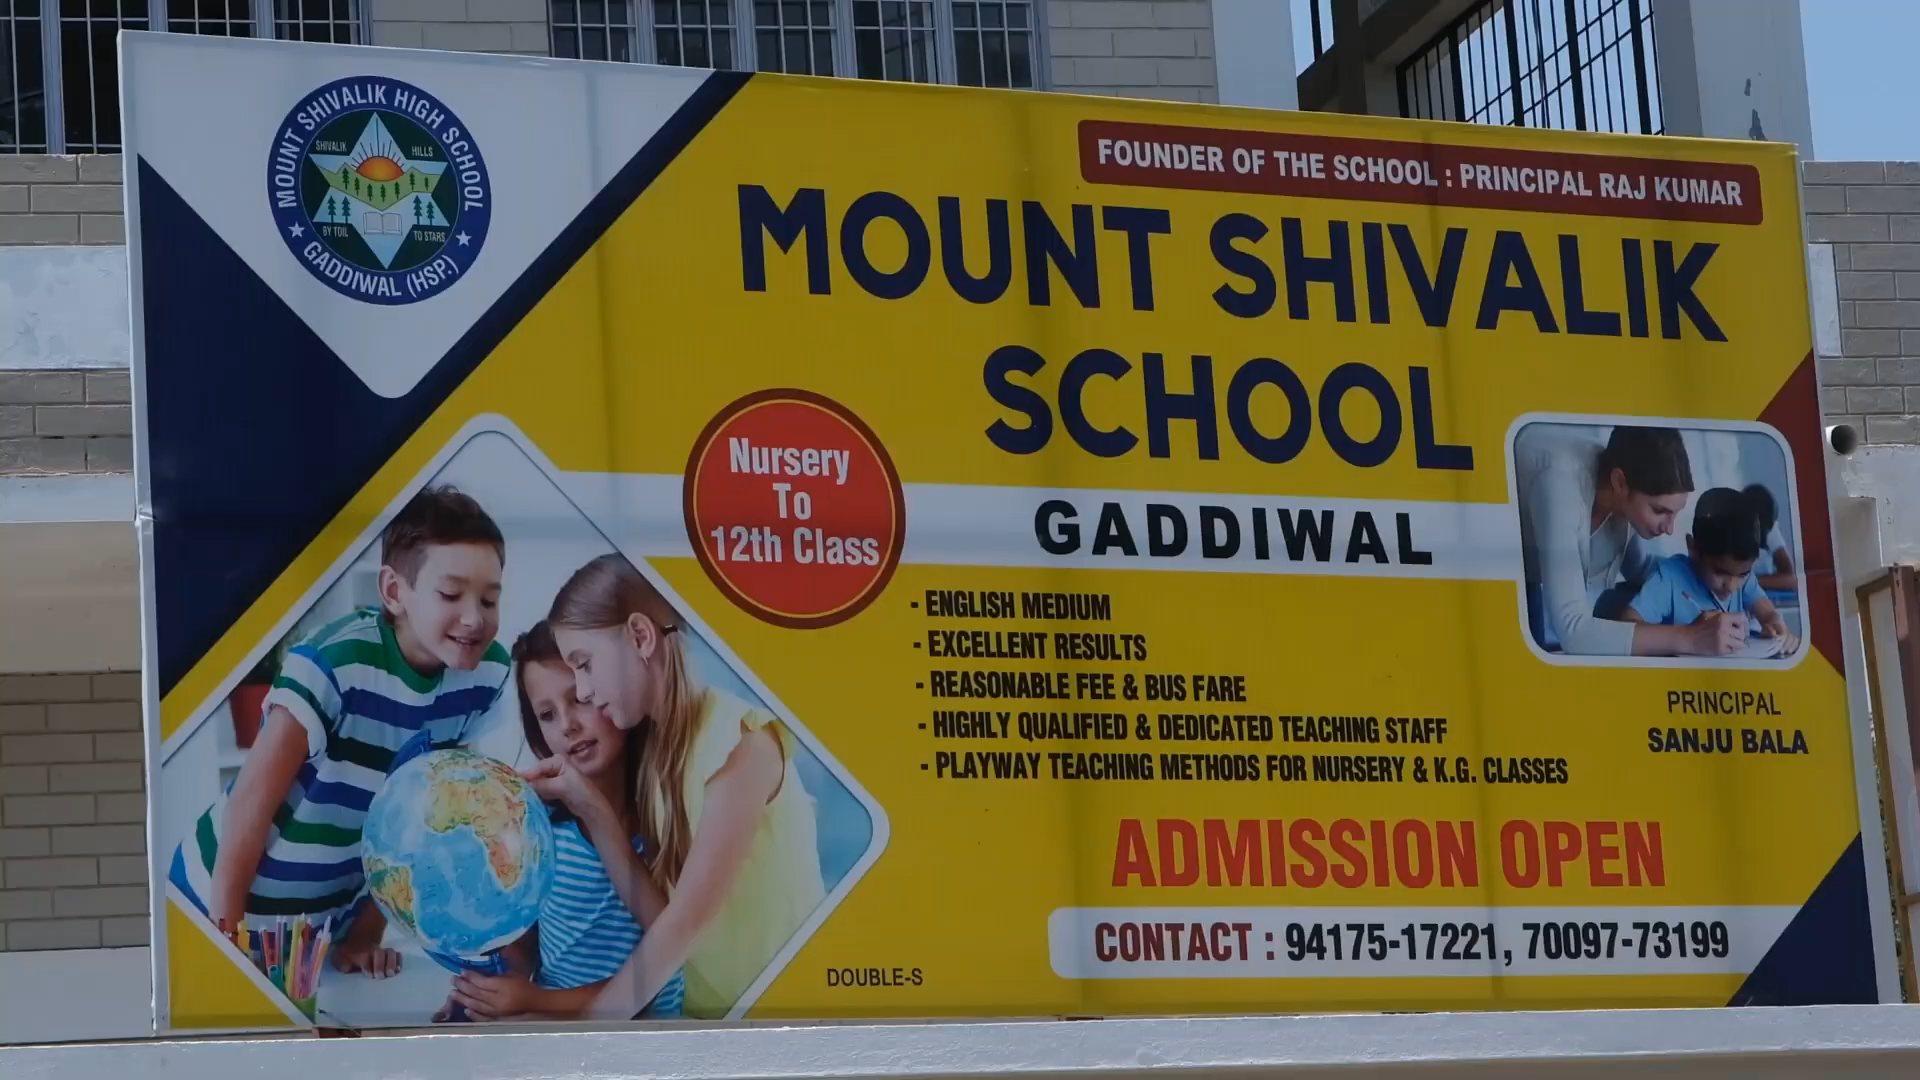 MOUNT SHIVALIK HIGH SCHOOL
SHIVALIK HILLS
BY TOIL TO STARS
GADDIWAL (HSP.)
FOUNDER OF THE SCHOOL : PRINCIPAL RAJ KUMAR
MOUNT SHIVALIK
SCHOOL
GADDIWAL
Nursery
To
12th Class
- ENGLISH MEDIUM
- EXCELLENT RESULTS
- REASONABLE FEE & BUS FARE
- HIGHLY QUALIFIED & DEDICATED TEACHING STAFF
- PLAYWAY TEACHING METHODS FOR NURSERY & K.G. CLASSES
PRINCIPAL
SANJU BALA
ADMISSION OPEN
CONTACT : 94175-17221, 70097-73199
DOUBLE-S